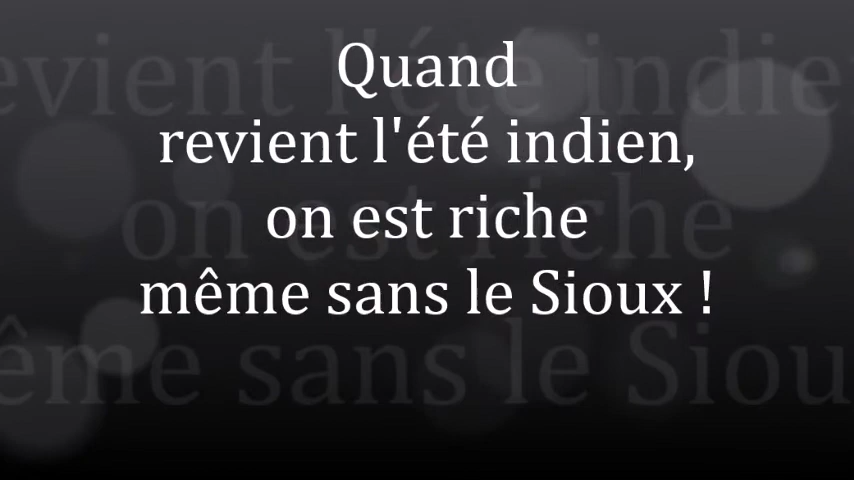 Quand
revient l'été indien,
on est riche
même sans le Sioux !